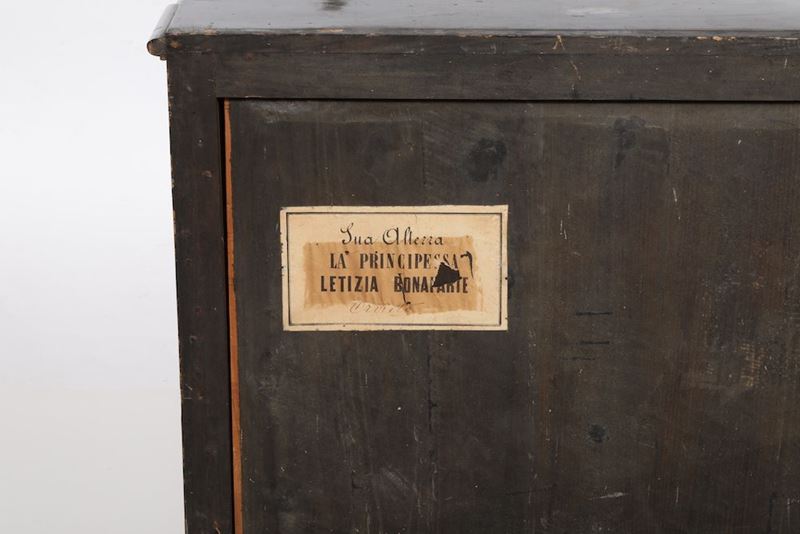 Sua Altezza
LA PRINCIPESSA
LETIZIA BONAPARTE